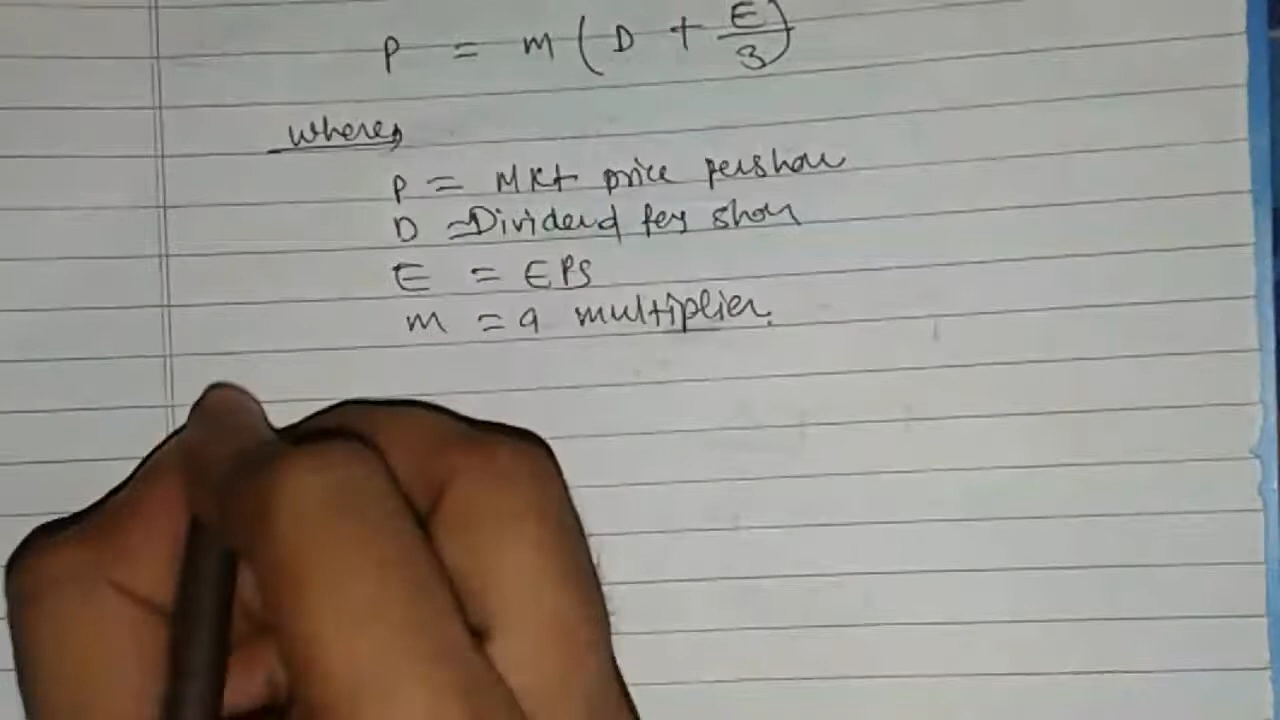 P = m (D + E/3)
where,
P = Mkt price per share
D = Dividend per share
E = EPS
m = a multiplier.